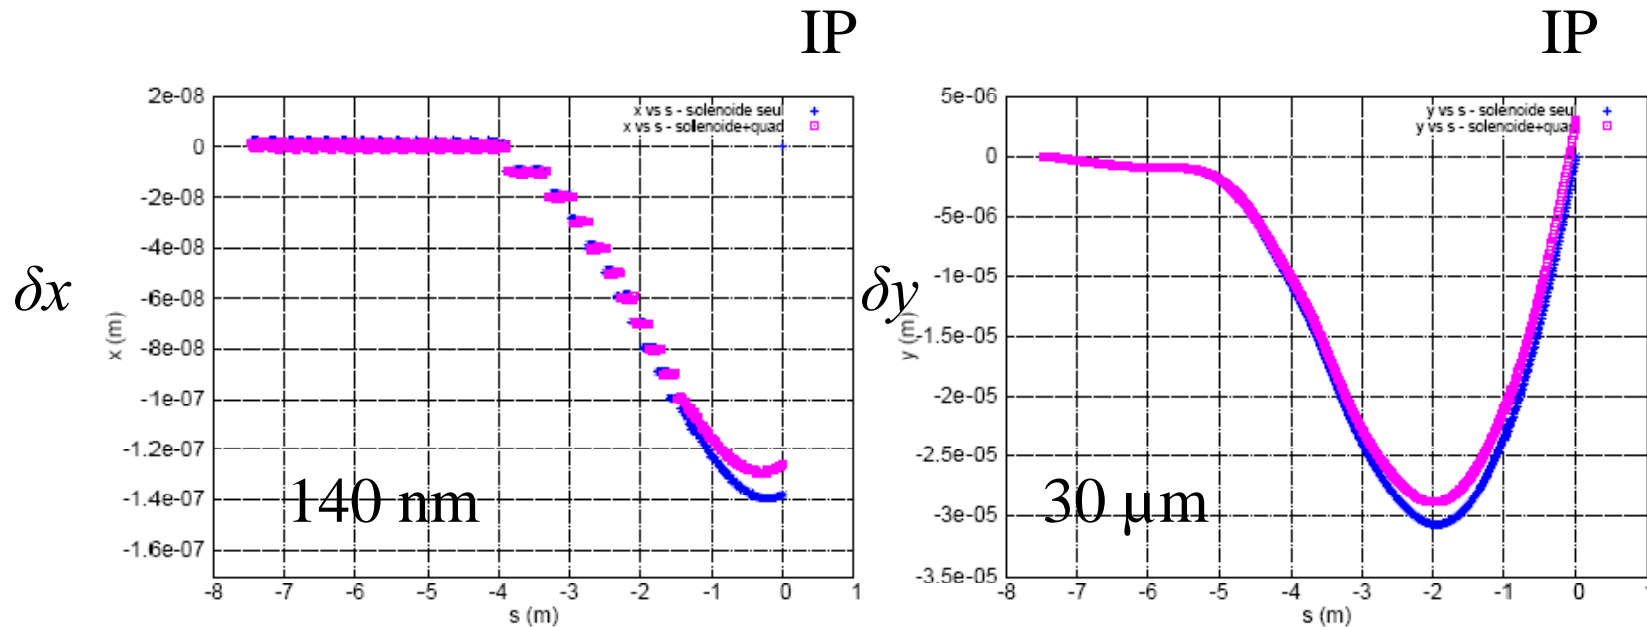 IP
2e-08
0
-2e-08
-4e-08
-6e-08
-8e-08
-1e-07
-1.2e-07
-1.4e-07
-1.6e-07
x vs s - solenoide seul
x vs s - solenoide+quad
δx
x (m)
140 nm
-8 -7 -6 -5 -4 -3 -2 -1 0 1
s (m)
IP
5e-06
0
-5e-06
-1e-05
-1.5e-05
-2e-05
-2.5e-05
-3e-05
-3.5e-05
y vs s - solenoide seul
y vs s - solenoide+quad
δy
y (m)
30 μm
-8 -7 -6 -5 -4 -3 -2 -1 0 1
s (m)